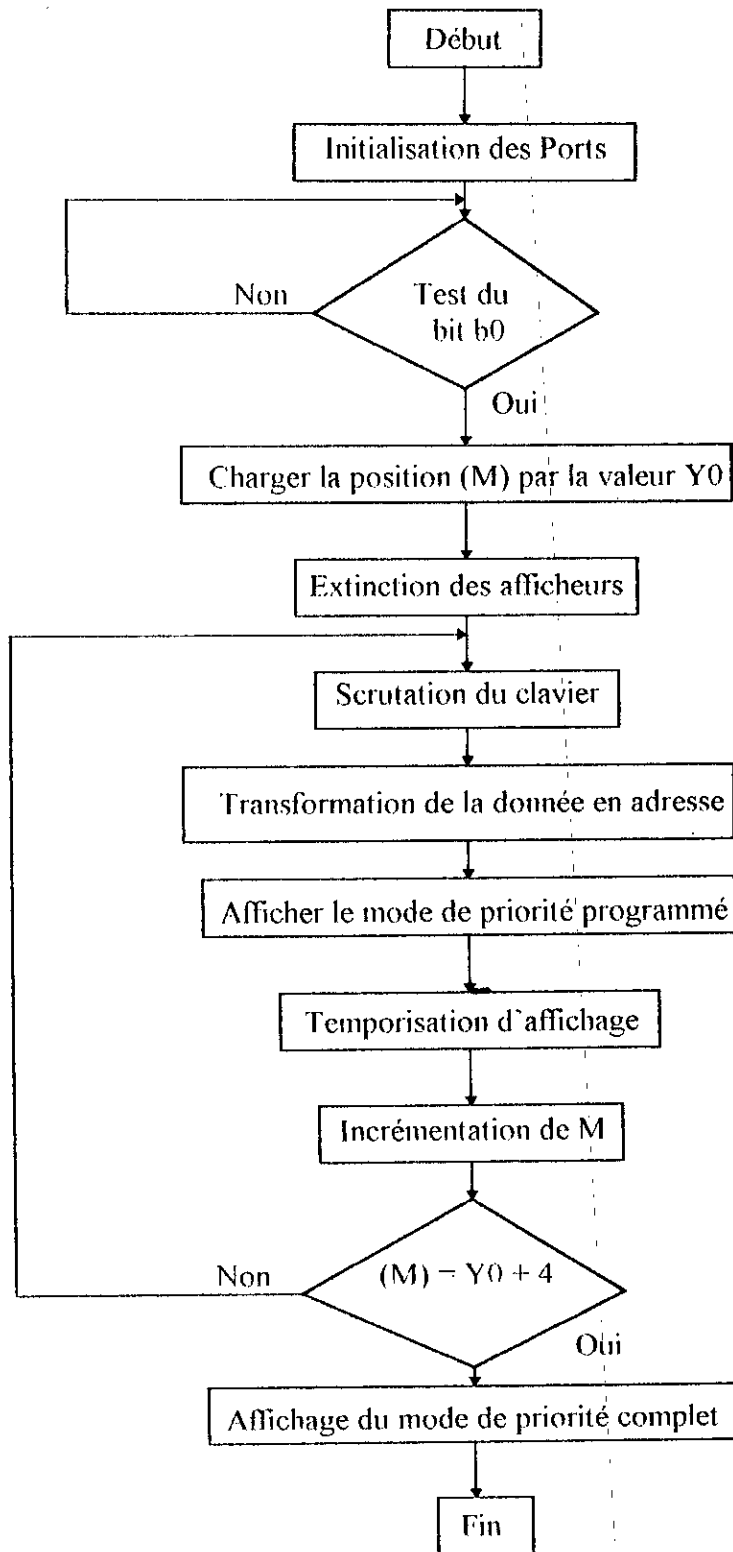 Début
Initialisation des Ports
Non
Test du
bit b0
Oui
Charger la position (M) par la valeur Y0
Extinction des afficheurs
Scrutation du clavier
Transformation de la donnée en adresse
Afficher le mode de priorité programmé
Temporisation d`affichage
Incrémentation de M
Non
(M) = Y0 + 4
Oui
Affichage du mode de priorité complet
Fin